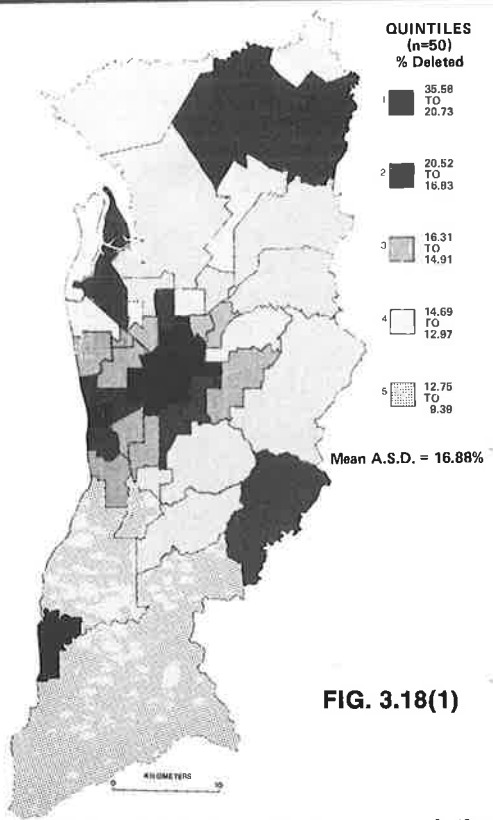 QUINTILES
(n=50)
% Deleted
1
35.58
TO
20.73
2
20.52
TO
16.83
3
16.31
TO
14.91
4
14.69
TO
12.97
5
12.75
TO
9.39
Mean A.S.D. = 16.88%
FIG. 3.18(1)
KILOMETERS
0 10